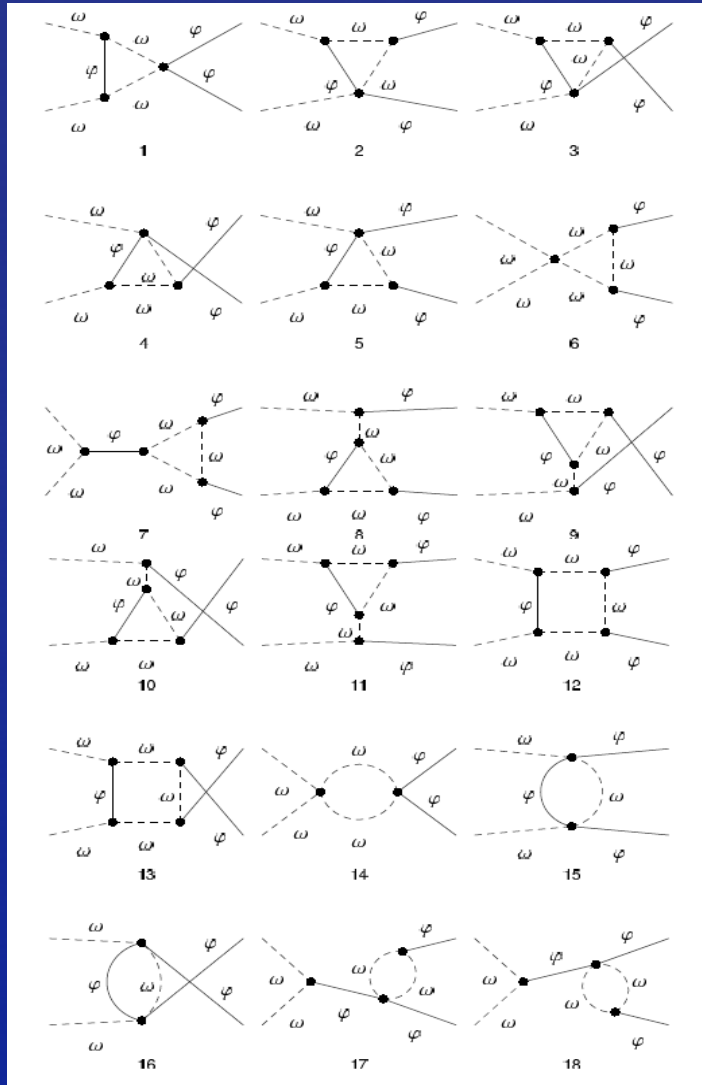 ω φ ω ω φ ω ω φ
ω ω
φ φ φ ω φ
ω φ
ω ω φ ω
1 2 3
ω φ ω φ ω φ
φ φ ω ω ω
ω
ω ω φ ω ω φ ω ω φ
4 5 6
φ ω φ ω ω
ω ω
ω φ ω φ ω φ ω φ
ω φ
ω ω
φ ω ω φ ω
7 8 9
ω ω ω φ ω ω φ
φ
ω
φ ω φ φ ω φ ω
ω
ω ω ω φ ω ω φ
10 11 12
ω ω φ ω φ ω φ
φ ω ω φ φ ω
φ
ω ω φ ω ω ω φ
13 14 15
ω φ φ φ
ω φ
φ ω φ ω ω ω ω
φ
ω ω φ ω φ
16 17 18